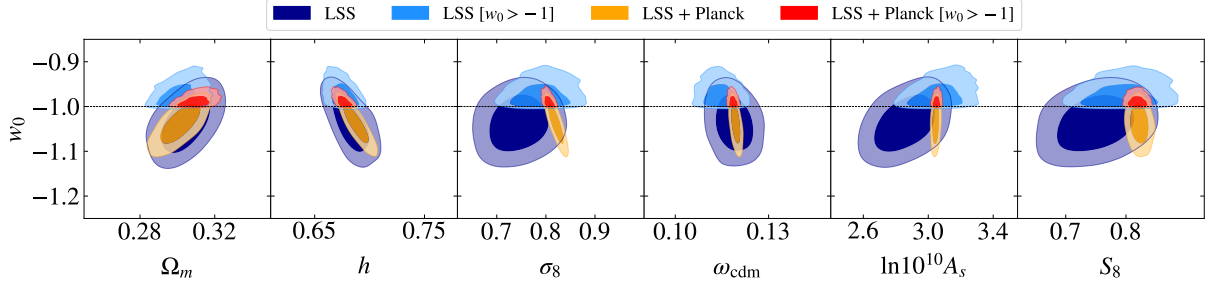 LSS LSS [w₀ > −1] LSS + Planck LSS + Planck [w₀ > −1]
−0.9
−1.0
−1.1
−1.2
w₀
0.28 0.32 0.65 0.75 0.7 0.8 0.9 0.10 0.13 2.6 3.0 3.4 0.7 0.8
Ωₘ h σ₈ ω_cdm ln10¹⁰Aₛ S₈